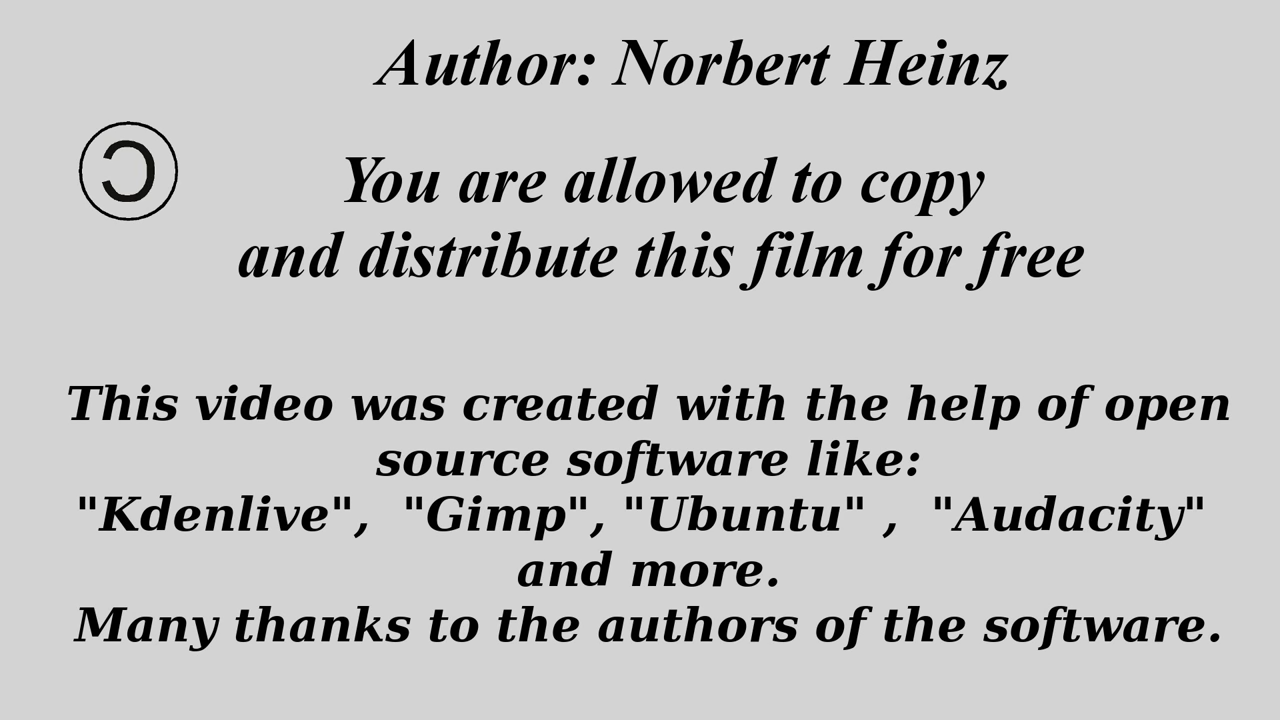 Author: Norbert Heinz
You are allowed to copy
and distribute this film for free
This video was created with the help of open
source software like:
"Kdenlive", "Gimp", "Ubuntu" , "Audacity"
and more.
Many thanks to the authors of the software.